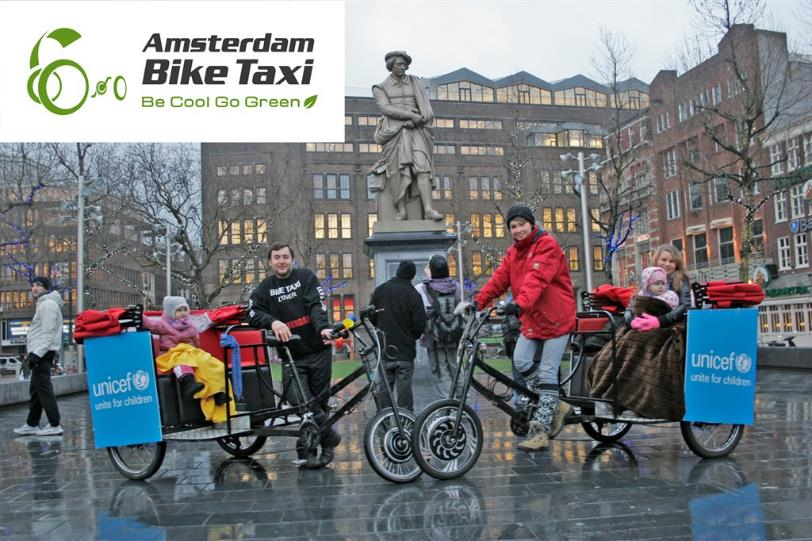 Amsterdam
Bike Taxi
Be Cool Go Green
BIKE TAXI
unicef
unite for children
unicef
unite for children